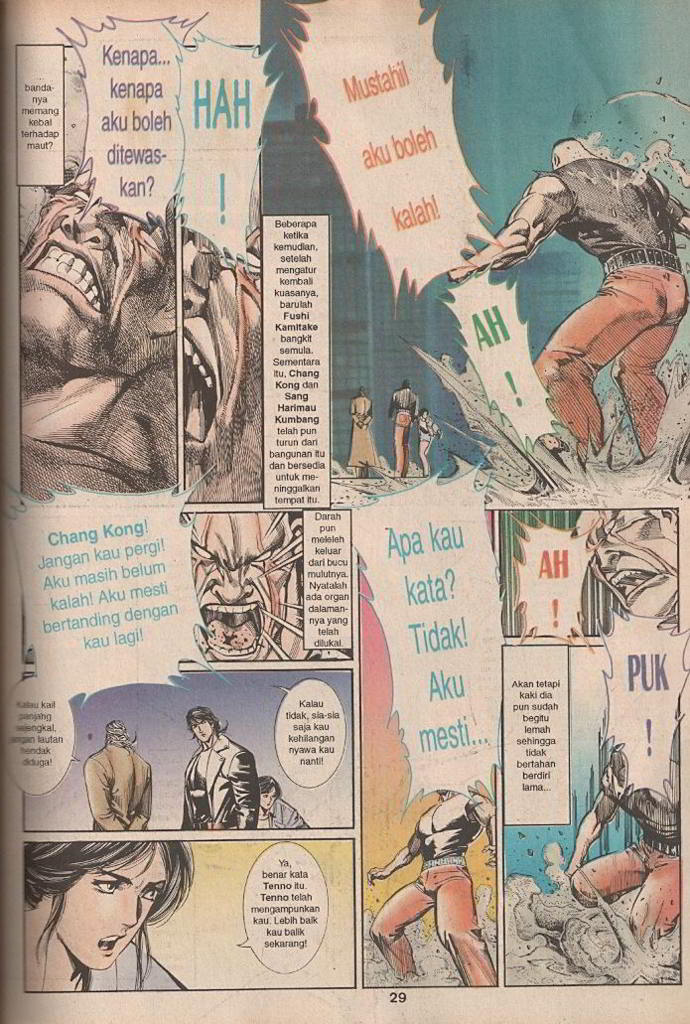 ...
banda-
nya
memang
kebal
terhadap
maut?
Kenapa...
kenapa
aku boleh
ditewas-
kan?
HAH
!
Beberapa
ketika
kemudian,
setelah
mengatur
kembali
kuasanya,
barulah
Fushi
Kamitake
bangkit
semula.
Sementara
itu, Chang
Kong dan
Sang
Harimau
Kumbang
telah pun
turun dari
bangunan itu
dan bersedia
untuk me-
ninggalkan
tempat itu.
Mustahil
aku boleh
kalah!
AH
!
Chang Kong!
Jangan kau pergi!
Aku masih belum
kalah! Aku mesti
bertanding dengan
kau lagi!
Darah
pun
meleleh
keluar
dari bucu
mulutnya.
Nyatalah
ada organ
dalaman-
nya yang
telah
dilukai.
Kalau kail
panjang
sejengkal,
jangan lautan
hendak
diduga!
Kalau
tidak, sia-sia
saja kau
kehilangan
nyawa kau
nanti!
Ya,
benar kata
Tenno itu.
Tenno telah
mengampunkan
kau. Lebih baik
kau balik
sekarang!
Apa kau
kata?
Tidak!
Aku
mesti...
AH
!
Akan tetapi
kaki dia
pun sudah
begitu
lemah
sehingga
tidak
bertahan
berdiri
lama...
PUK
!
29